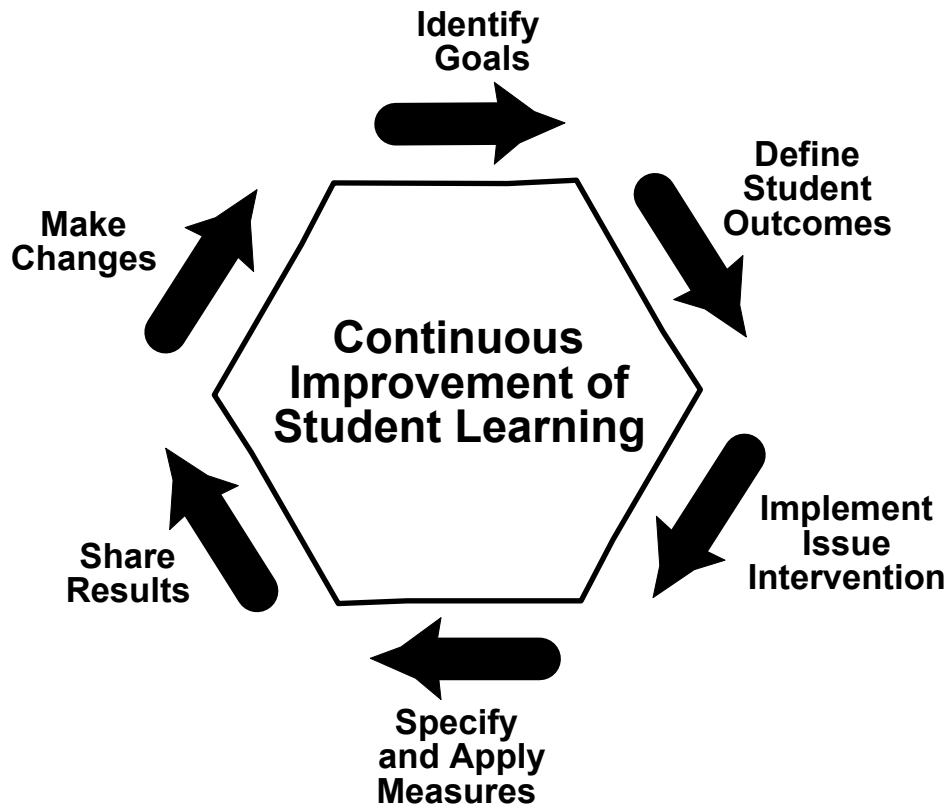 Identify
Goals
Define
Student
Outcomes
Make
Changes
Continuous
Improvement of
Student Learning
Implement
Issue
Intervention
Share
Results
Specify
and Apply
Measures